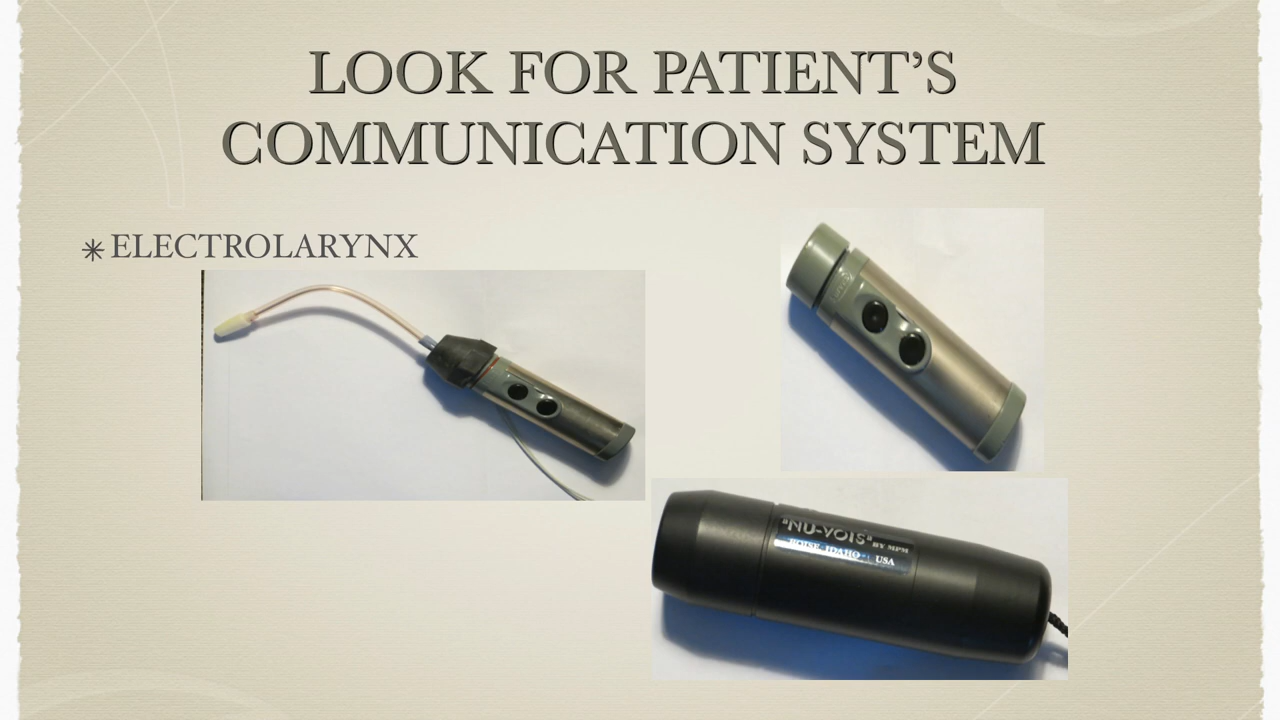 LOOK FOR PATIENT’S
COMMUNICATION SYSTEM
ELECTROLARYNX
"NU-VOIS" BY MPM
BOISE IDAHO USA